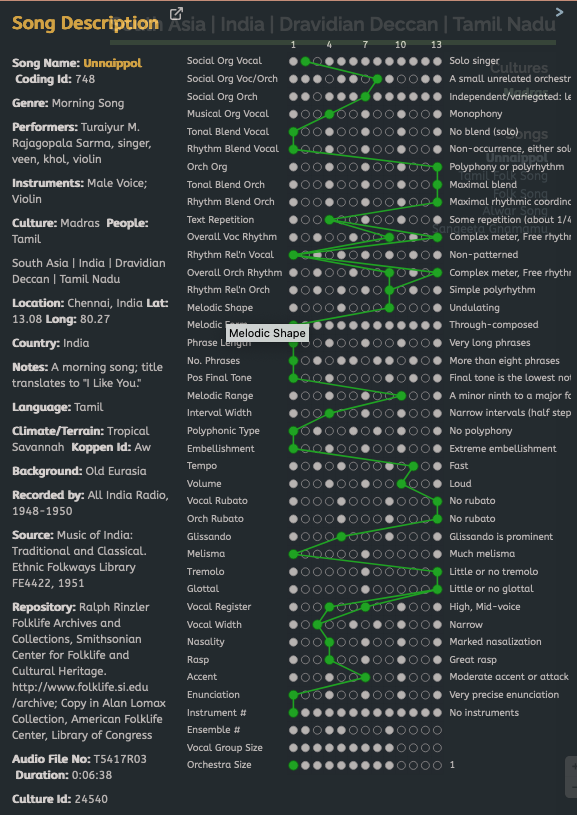 South Asia | India | Dravidian Deccan | Tamil Nadu
Song Description
Song Name: Unnaippol
Coding Id: 748
Genre: Morning Song
Performers: Turaiyur M.
Rajagopala Sarma, singer,
veen, khol, violin
Instruments: Male Voice;
Violin
Culture: Madras People:
Tamil
South Asia | India | Dravidian
Deccan | Tamil Nadu
Location: Chennai, India Lat:
13.08 Long: 80.27
Country: India
Notes: A morning song; title
translates to "I Like You."
Language: Tamil
Climate/Terrain: Tropical
Savannah Koppen Id: Aw
Background: Old Eurasia
Recorded by: All India Radio,
1948-1950
Source: Music of India:
Traditional and Classical.
Ethnic Folkways Library
FE4422, 1951
Repository: Ralph Rinzler
Folklife Archives and
Collections, Smithsonian
Center for Folklife and
Cultural Heritage.
http://www.folklife.si.edu
/archive; Copy in Alan Lomax
Collection, American Folklife
Center, Library of Congress
Audio File No: T5417R03
Duration: 0:06:38
Culture Id: 24540
1 4 7 10 13
Social Org Vocal Solo singer
Social Org Voc/Orch A small unrelated orchestr
Social Org Orch Independent/variegated: le
Musical Org Vocal Monophony
Tonal Blend Vocal No blend (solo)
Rhythm Blend Vocal Non-occurrence, either sol
Orch Org Polyphony or polyrhythm
Tonal Blend Orch Maximal blend
Rhythm Blend Orch Maximal rhythmic coordinc
Text Repetition Some repetition (about 1/4
Overall Voc Rhythm Complex meter, Free rhythr
Rhythm Rel'n Vocal Non-patterned
Overall Orch Rhythm Complex meter, Free rhythr
Rhythm Rel'n Orch Simple polyrhythm
Melodic Shape Undulating
Melodic Form Through-composed
Melodic Shape
Phrase Length Very long phrases
No. Phrases More than eight phrases
Pos Final Tone Final tone is the lowest not
Melodic Range A minor ninth to a major fo
Interval Width Narrow intervals (half step
Polyphonic Type No polyphony
Embellishment Extreme embellishment
Tempo Fast
Volume Loud
Vocal Rubato No rubato
Orch Rubato No rubato
Glissando Glissando is prominent
Melisma Much melisma
Tremolo Little or no tremolo
Glottal Little or no glottal
Vocal Register High, Mid-voice
Vocal Width Narrow
Nasality Marked nasalization
Rasp Great rasp
Accent Moderate accent or attack
Enunciation Very precise enunciation
Instrument # No instruments
Ensemble #
Vocal Group Size
Orchestra Size 1
Cultures
Madras
Songs
Unnaippol
Tamil Folk Song
Folk Song
Alwar Song
Sangeeta Gnanamu